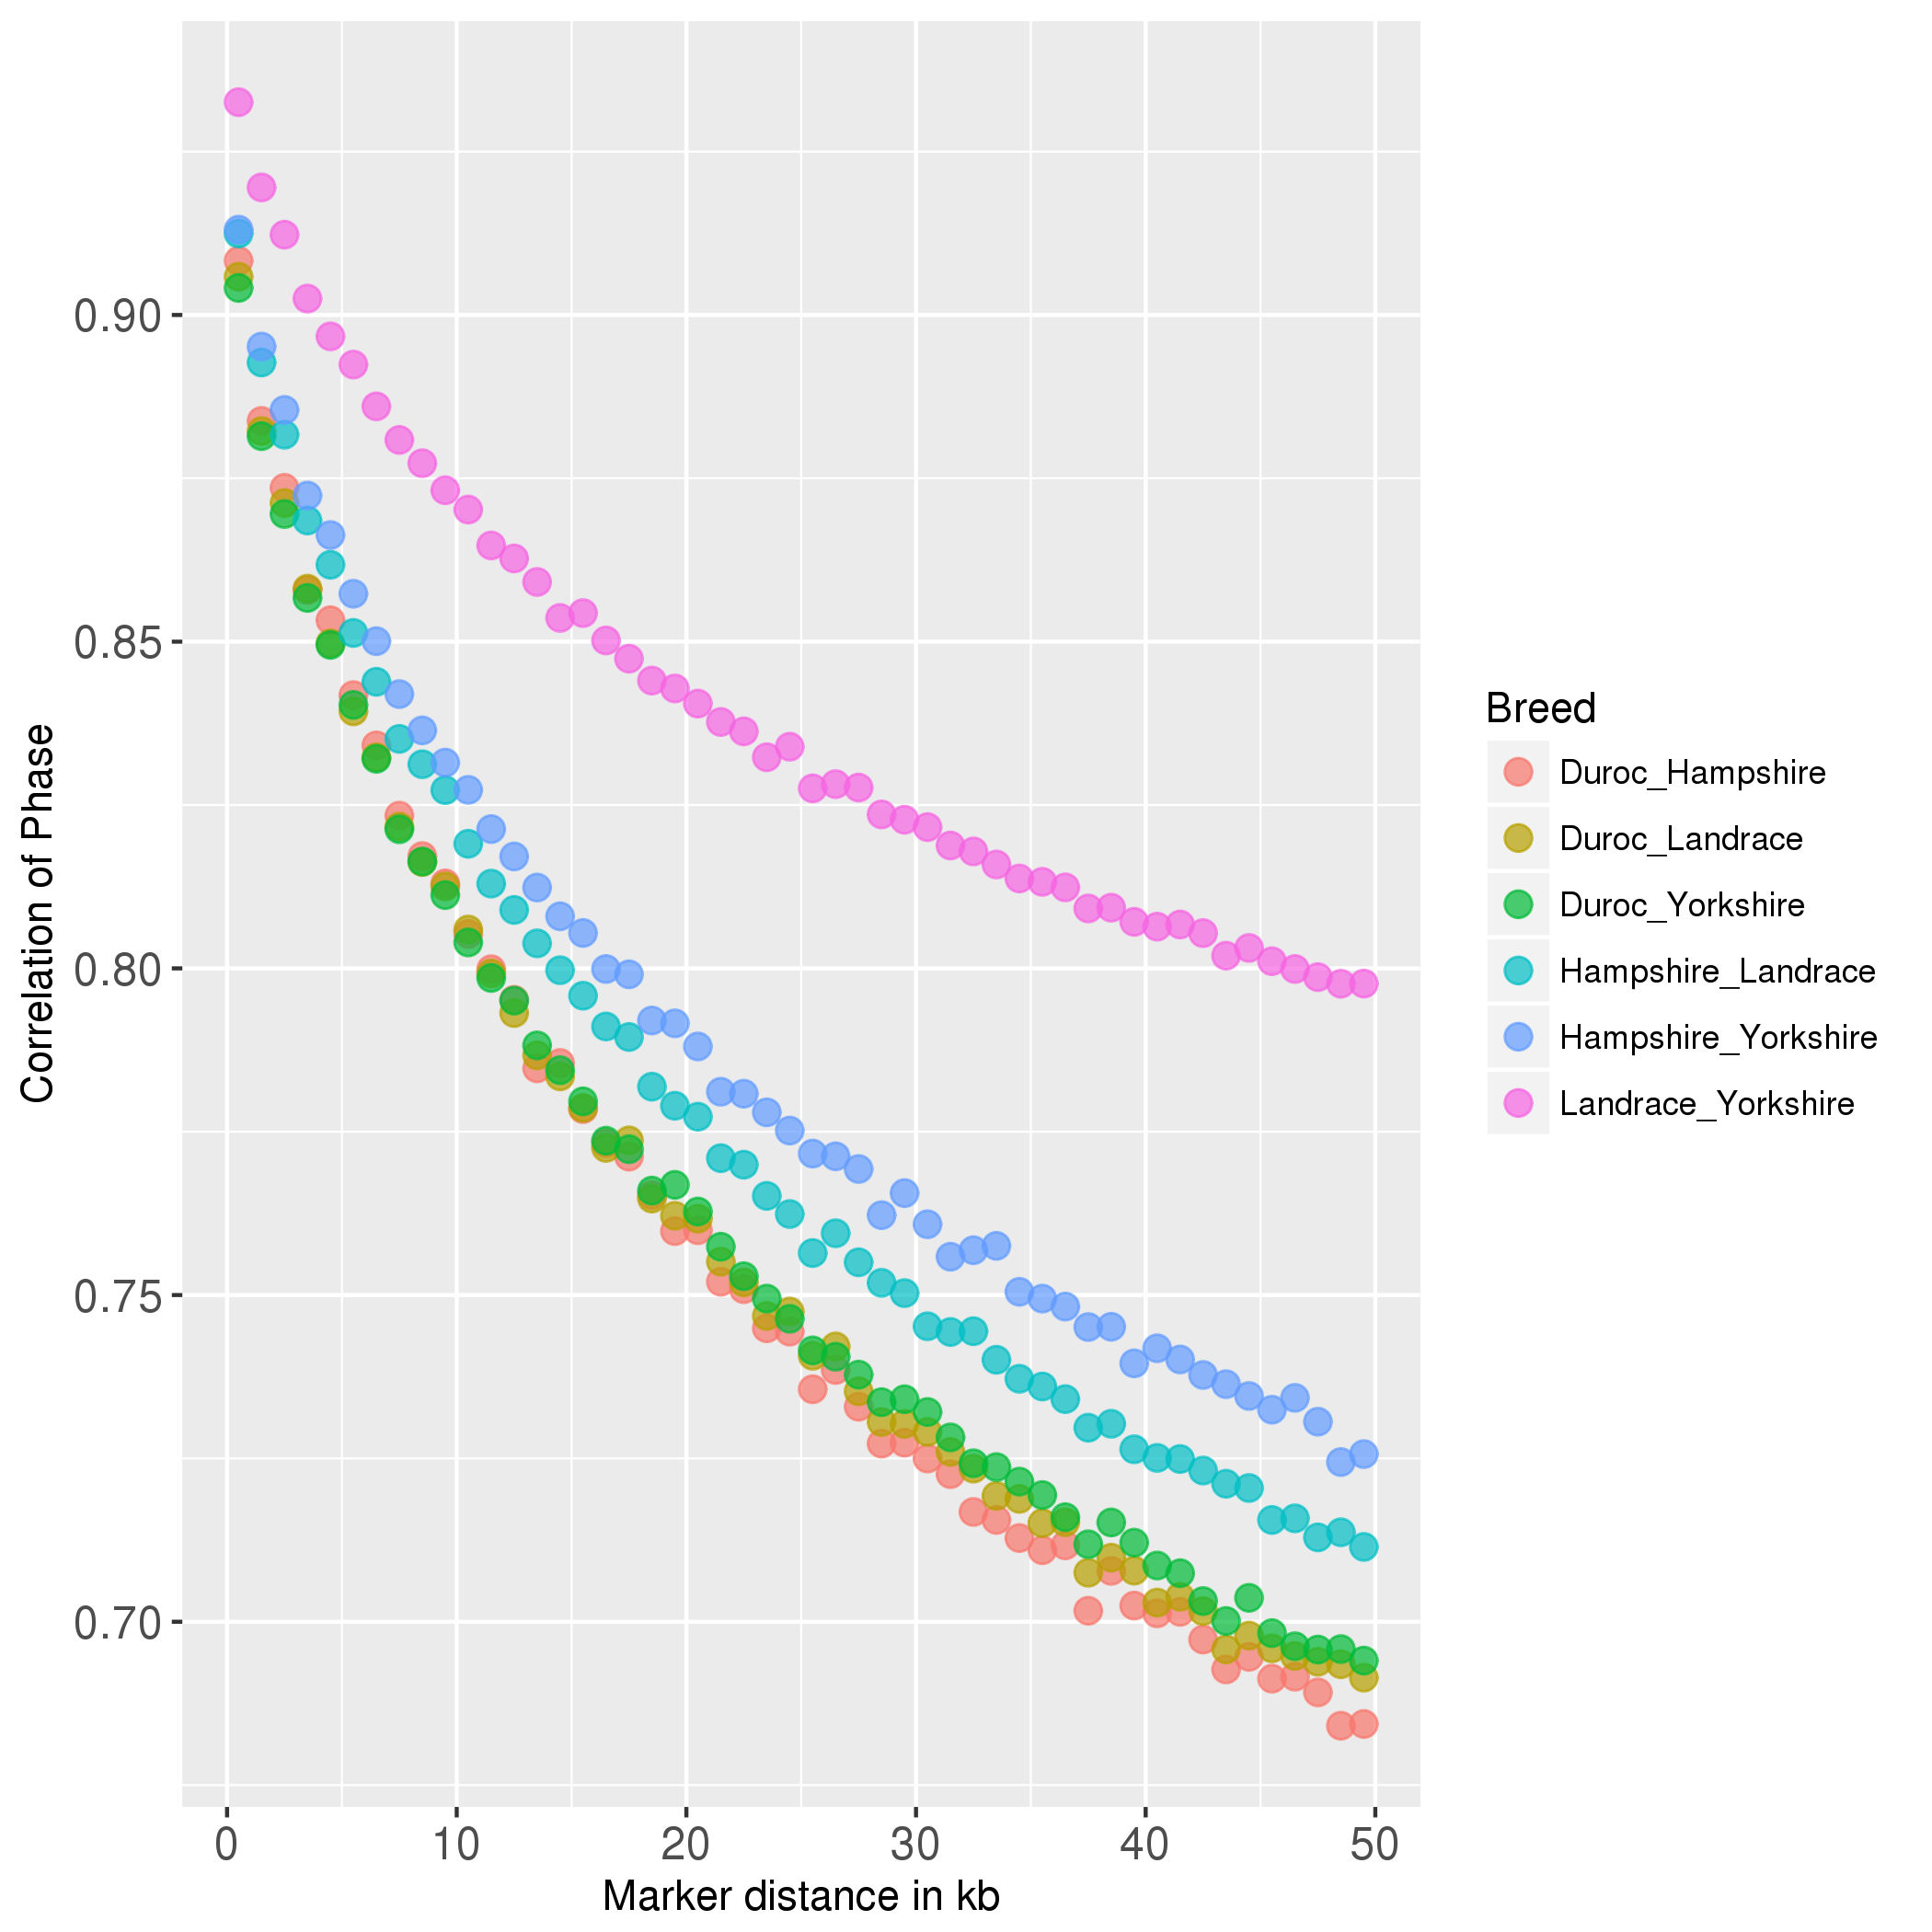 0.90
0.85
0.80
0.75
0.70
Correlation of Phase
0
10
20
30
40
50
Marker distance in kb
Breed
Duroc_Hampshire
Duroc_Landrace
Duroc_Yorkshire
Hampshire_Landrace
Hampshire_Yorkshire
Landrace_Yorkshire